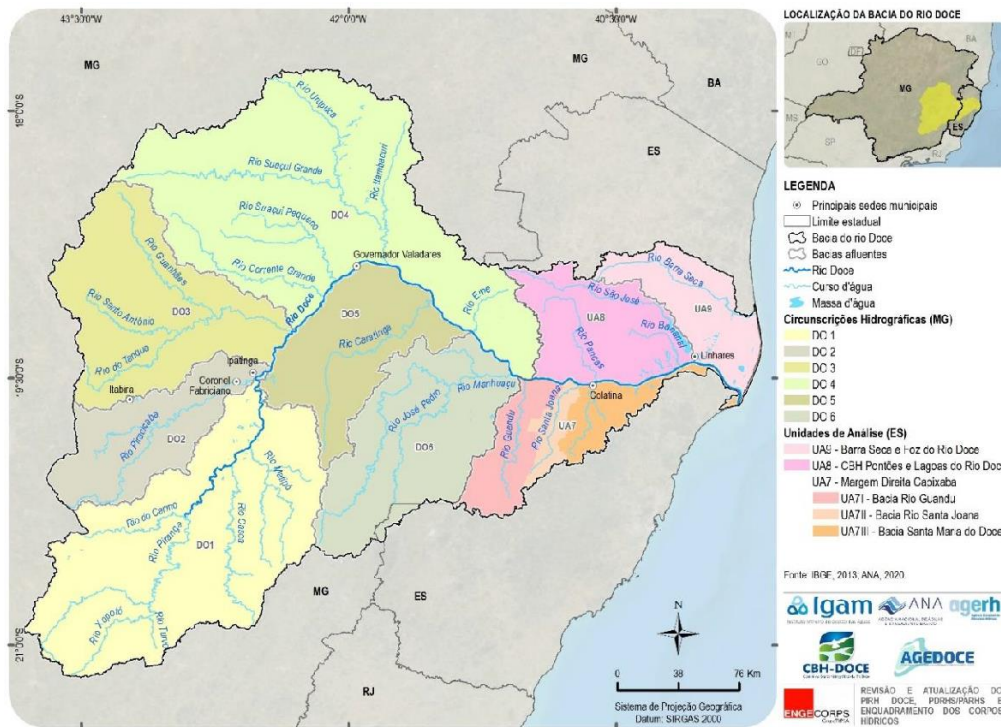 43°30'0"O
42°0'0"O
40°30'0"O
18°0'0"S
19°30'0"S
21°0'0"S
MG
MG
BA
ES
MG
ES
RJ
Rio Urupuca
Rio Itambacuri
Rio Suaçuí Grande
DO4
Rio Corrente Grande
Governador Valadares
Rio Guanhães
DO3
Rio Santo Antônio
Rio do Tanque
Rio Doce
DO5
Rio Caratinga
Rio Eme
Rio Manhuaçu
Rio José Pedro
DO6
Itabira
Ipatinga
Coronel
Fabriciano
DO2
Rio Piracicaba
Rio Matipó
Rio Casca
Rio do Carmo
Rio Piranga
DO1
Rio Xopotó
Rio Turvo
Rio Barra Seca
UA9
Rio São José
UA8
Rio Pancas
Linhares
Colatina
Rio Guandu
Rio Santa Joana
UA7
N
0 38 76 Km
Sistema de Projeção Geográfica
Datum: SIRGAS 2000
LOCALIZAÇÃO DA BACIA DO RIO DOCE
BA
GO
DF
MG
MS
ES
SP
RJ
LEGENDA
Principais sedes municipais
Limite estadual
Bacia do rio Doce
Bacias afluentes
Rio Doce
Curso d'água
Massa d'água
Circunscrições Hidrográficas (MG)
DO 1
DO 2
DO 3
DO 4
DO 5
DO 6
Unidades de Análise (ES)
UA9 - Barra Seca e Foz do Rio Doce
UA8 - CBH Pontões e Lagoas do Rio Doc
UA7 - Margem Direita Capixaba
UA7I - Bacia Rio Guandu
UA7II - Bacia Rio Santa Joana
UA7III - Bacia Santa Maria do Doce
Fonte: IBGE, 2013; ANA, 2020.
Igam
ANA
agerh
CBH-DOCE
AGEDOCE
ENGECORPS
REVISÃO E ATUALIZAÇÃO DO
PIRH DOCE, PDRHS/PARHS E
ENQUADRAMENTO DOS CORPOS
HÍDRICOS